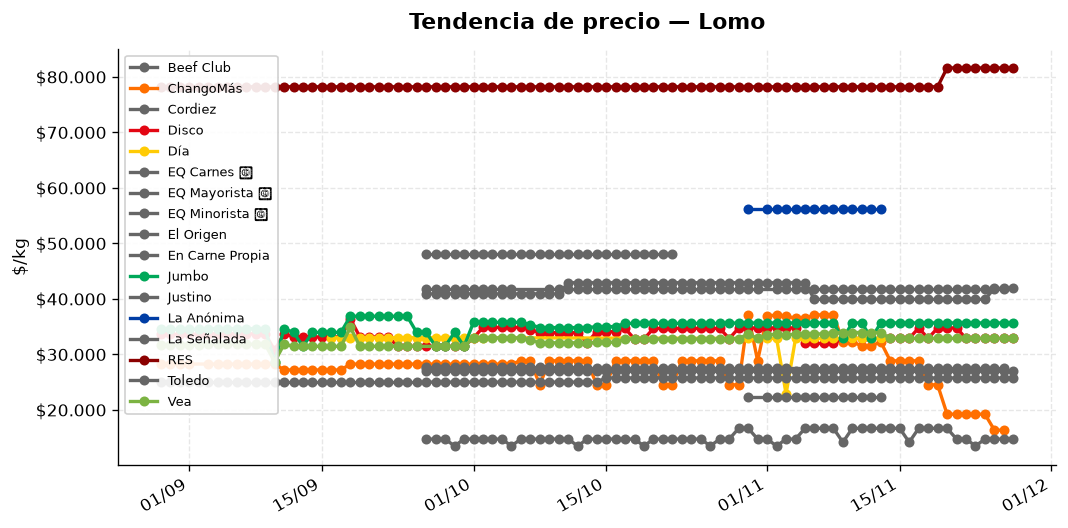 Tendencia de precio — Lomo
$/kg
$80.000
$70.000
$60.000
$50.000
$40.000
$30.000
$20.000
Beef Club
ChangoMás
Cordiez
Disco
Día
EQ Carnes
EQ Mayorista
EQ Minorista
El Origen
En Carne Propia
Jumbo
Justino
La Anónima
La Señalada
RES
Toledo
Vea
01/09
15/09
01/10
15/10
01/11
15/11
01/12